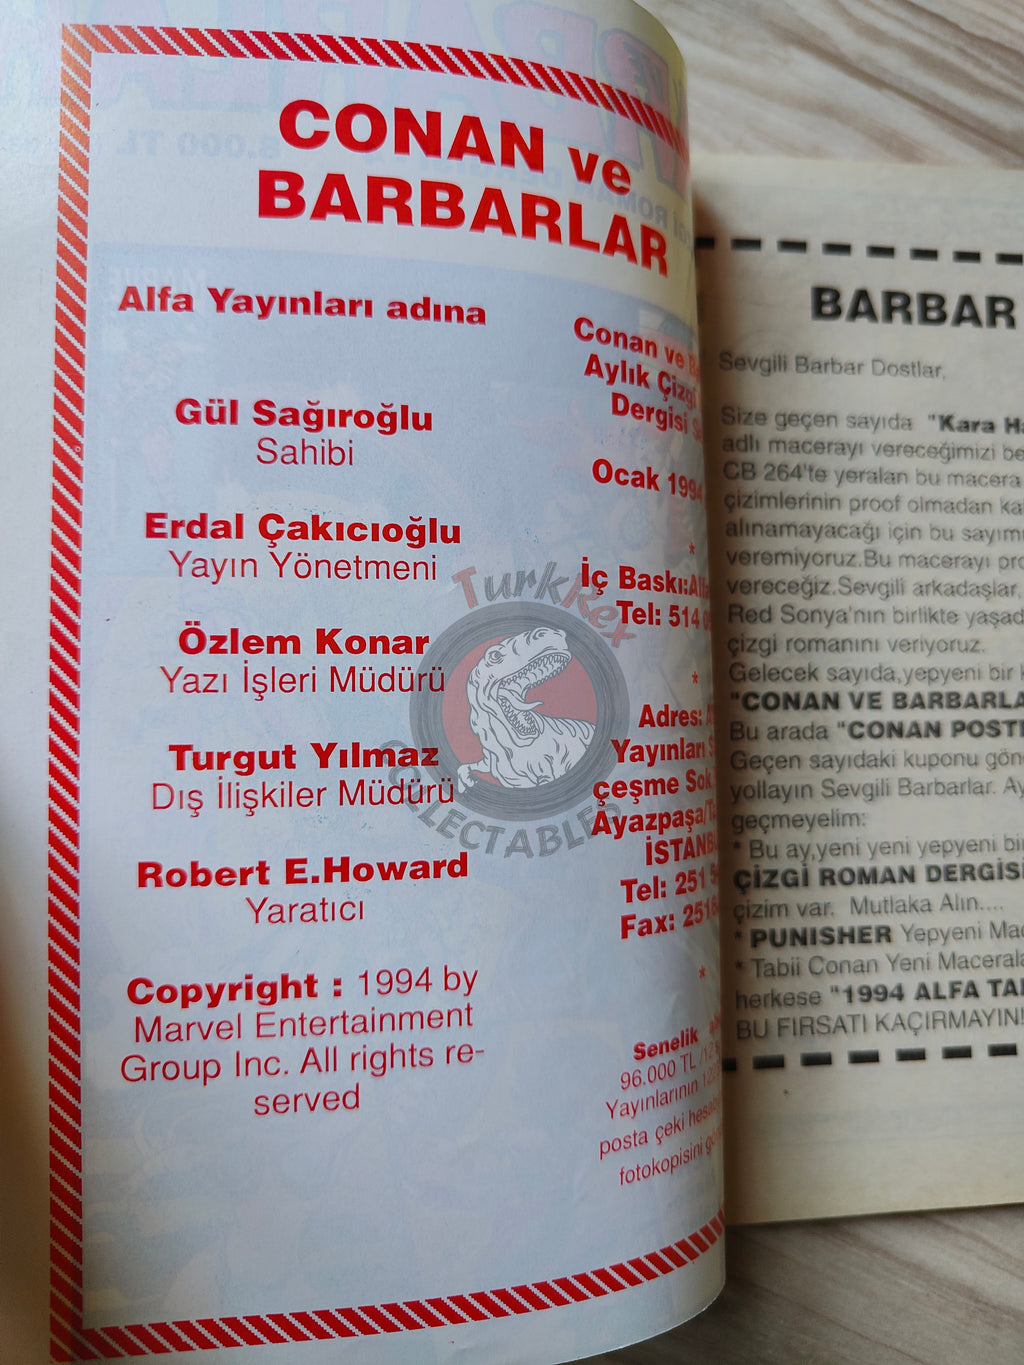 CONAN ve
BARBARLAR
Alfa Yayınları adına
Gül Sağıroğlu
Sahibi
Erdal Çakıcıoğlu
Yayın Yönetmeni
Özlem Konar
Yazı İşleri Müdürü
Turgut Yılmaz
Dış İlişkiler Müdürü
Robert E.Howard
Yaratıcı
Copyright : 1994 by
Marvel Entertainment
Group Inc. All rights re-
served
Conan ve
Aylık Çizgi
Dergisi
Ocak 1994
*
İç Baskı:
Tel: 514
*
Adres:
Yayınları
çeşme Sok.
Ayazpaşa/
Tel: 251
Fax:
*
Senelik
96.000 TL
Yayınlarının
posta çeki
fotokopisini
TurkRex
COLLECTABLES
BARBAR
Sevgili Barbar Dostlar,
Size geçen sayıda "Kara
adlı macerayı vereceğimizi
CB 264'te yeralan bu macera
çizimlerinin proof olmadan
alınamayacağı için bu
veremiyoruz.Bu macerayı
vereceğiz.Sevgili arkadaşlar,
Red Sonya'nın birlikte
çizgi romanını veriyoruz.
Gelecek sayıda,yepyeni bir
"CONAN VE
Bu arada "CONAN
Geçen sayıdaki kuponu
yollayın Sevgili Barbarlar.
geçmeyelim:
* Bu ay,yeni yeni yepyeni
ÇİZGİ ROMAN
çizim var. Mutlaka Alın....
* PUNISHER Yepyeni
* Tabii Conan Yeni
herkese "1994 ALFA
BU FIRSATI KAÇIRMAYIN!